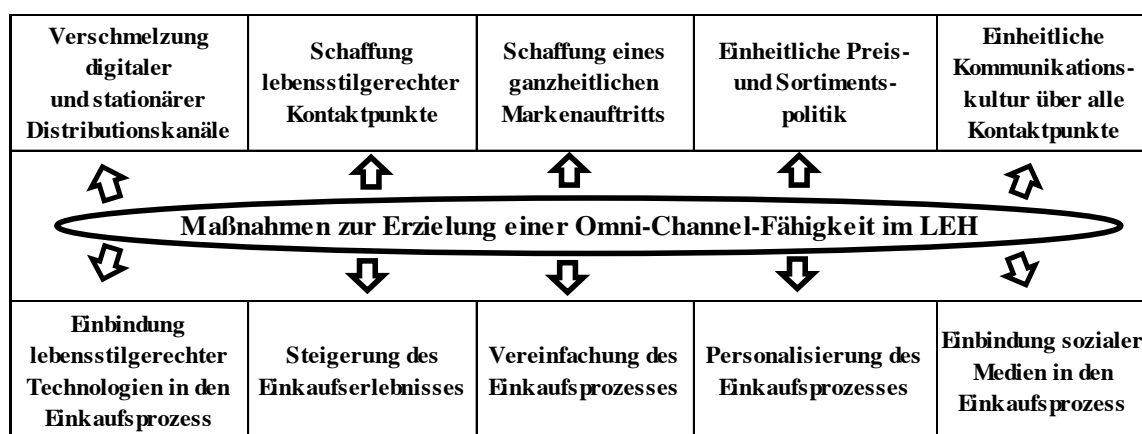 Verschmelzung
digitaler
und stationärer
Distributionskanäle
Schaffung
lebensstilgerechter
Kontaktpunkte
Schaffung eines
ganzheitlichen
Markenauftritts
Einheitliche Preis-
und Sortiments-
politik
Einheitliche
Kommunikations-
kultur über alle
Kontaktpunkte
Maßnahmen zur Erzielung einer Omni-Channel-Fähigkeit im LEH
Einbindung
lebensstilgerechter
Technologien in den
Einkaufsprozess
Steigerung des
Einkaufserlebnisses
Vereinfachung des
Einkaufsprozesses
Personalisierung des
Einkaufsprozesses
Einbindung sozialer
Medien in den
Einkaufsprozess